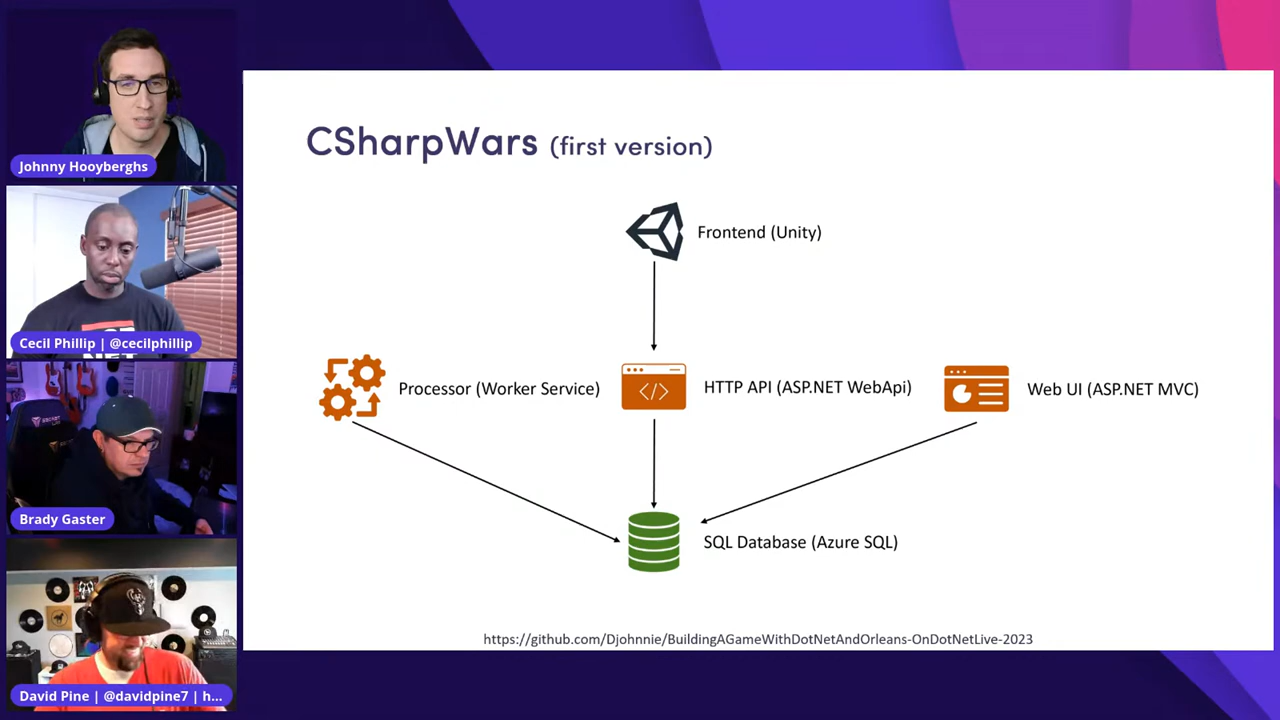 Johnny Hooyberghs
Cecil Phillip | @cecilphillip
Brady Gaster
David Pine | @davidpine7 | h...
CSharpWars (first version)
Frontend (Unity)
Processor (Worker Service)
</>
HTTP API (ASP.NET WebApi)
Web UI (ASP.NET MVC)
SQL Database (Azure SQL)
https://github.com/Djohnnie/BuildingAGameWithDotNetAndOrleans-OnDotNetLive-2023